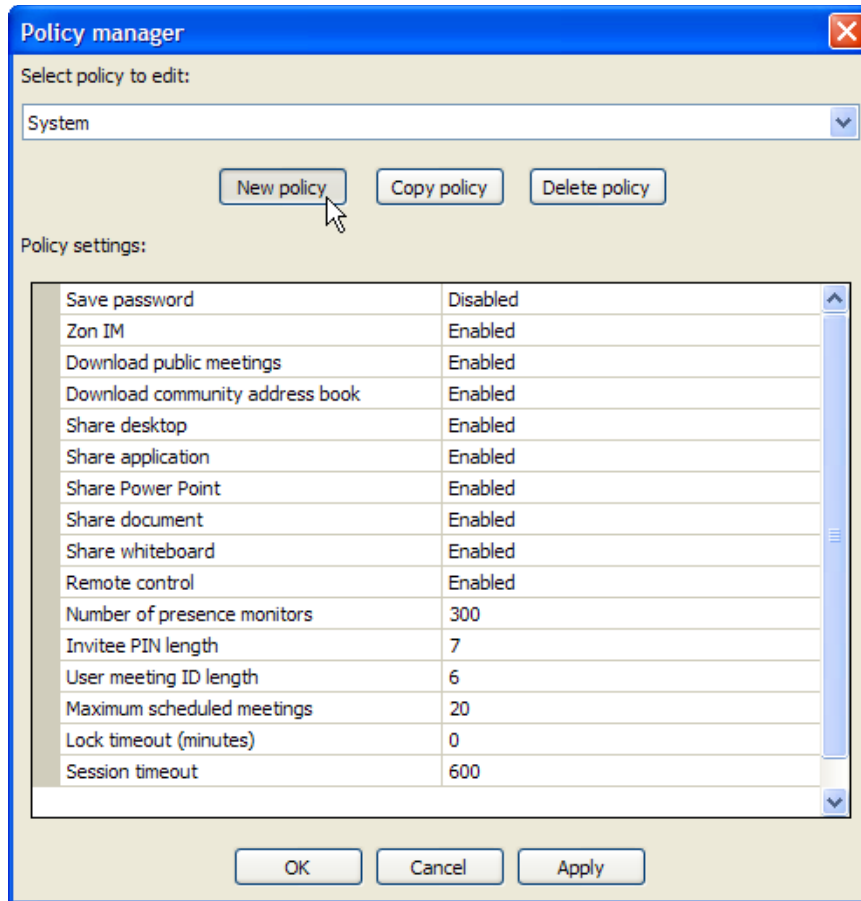 Policy manager
Select policy to edit:
System
New policy Copy policy Delete policy
Policy settings:
Save password Disabled
Zon IM Enabled
Download public meetings Enabled
Download community address book Enabled
Share desktop Enabled
Share application Enabled
Share Power Point Enabled
Share document Enabled
Share whiteboard Enabled
Remote control Enabled
Number of presence monitors 300
Invitee PIN length 7
User meeting ID length 6
Maximum scheduled meetings 20
Lock timeout (minutes) 0
Session timeout 600
OK Cancel Apply